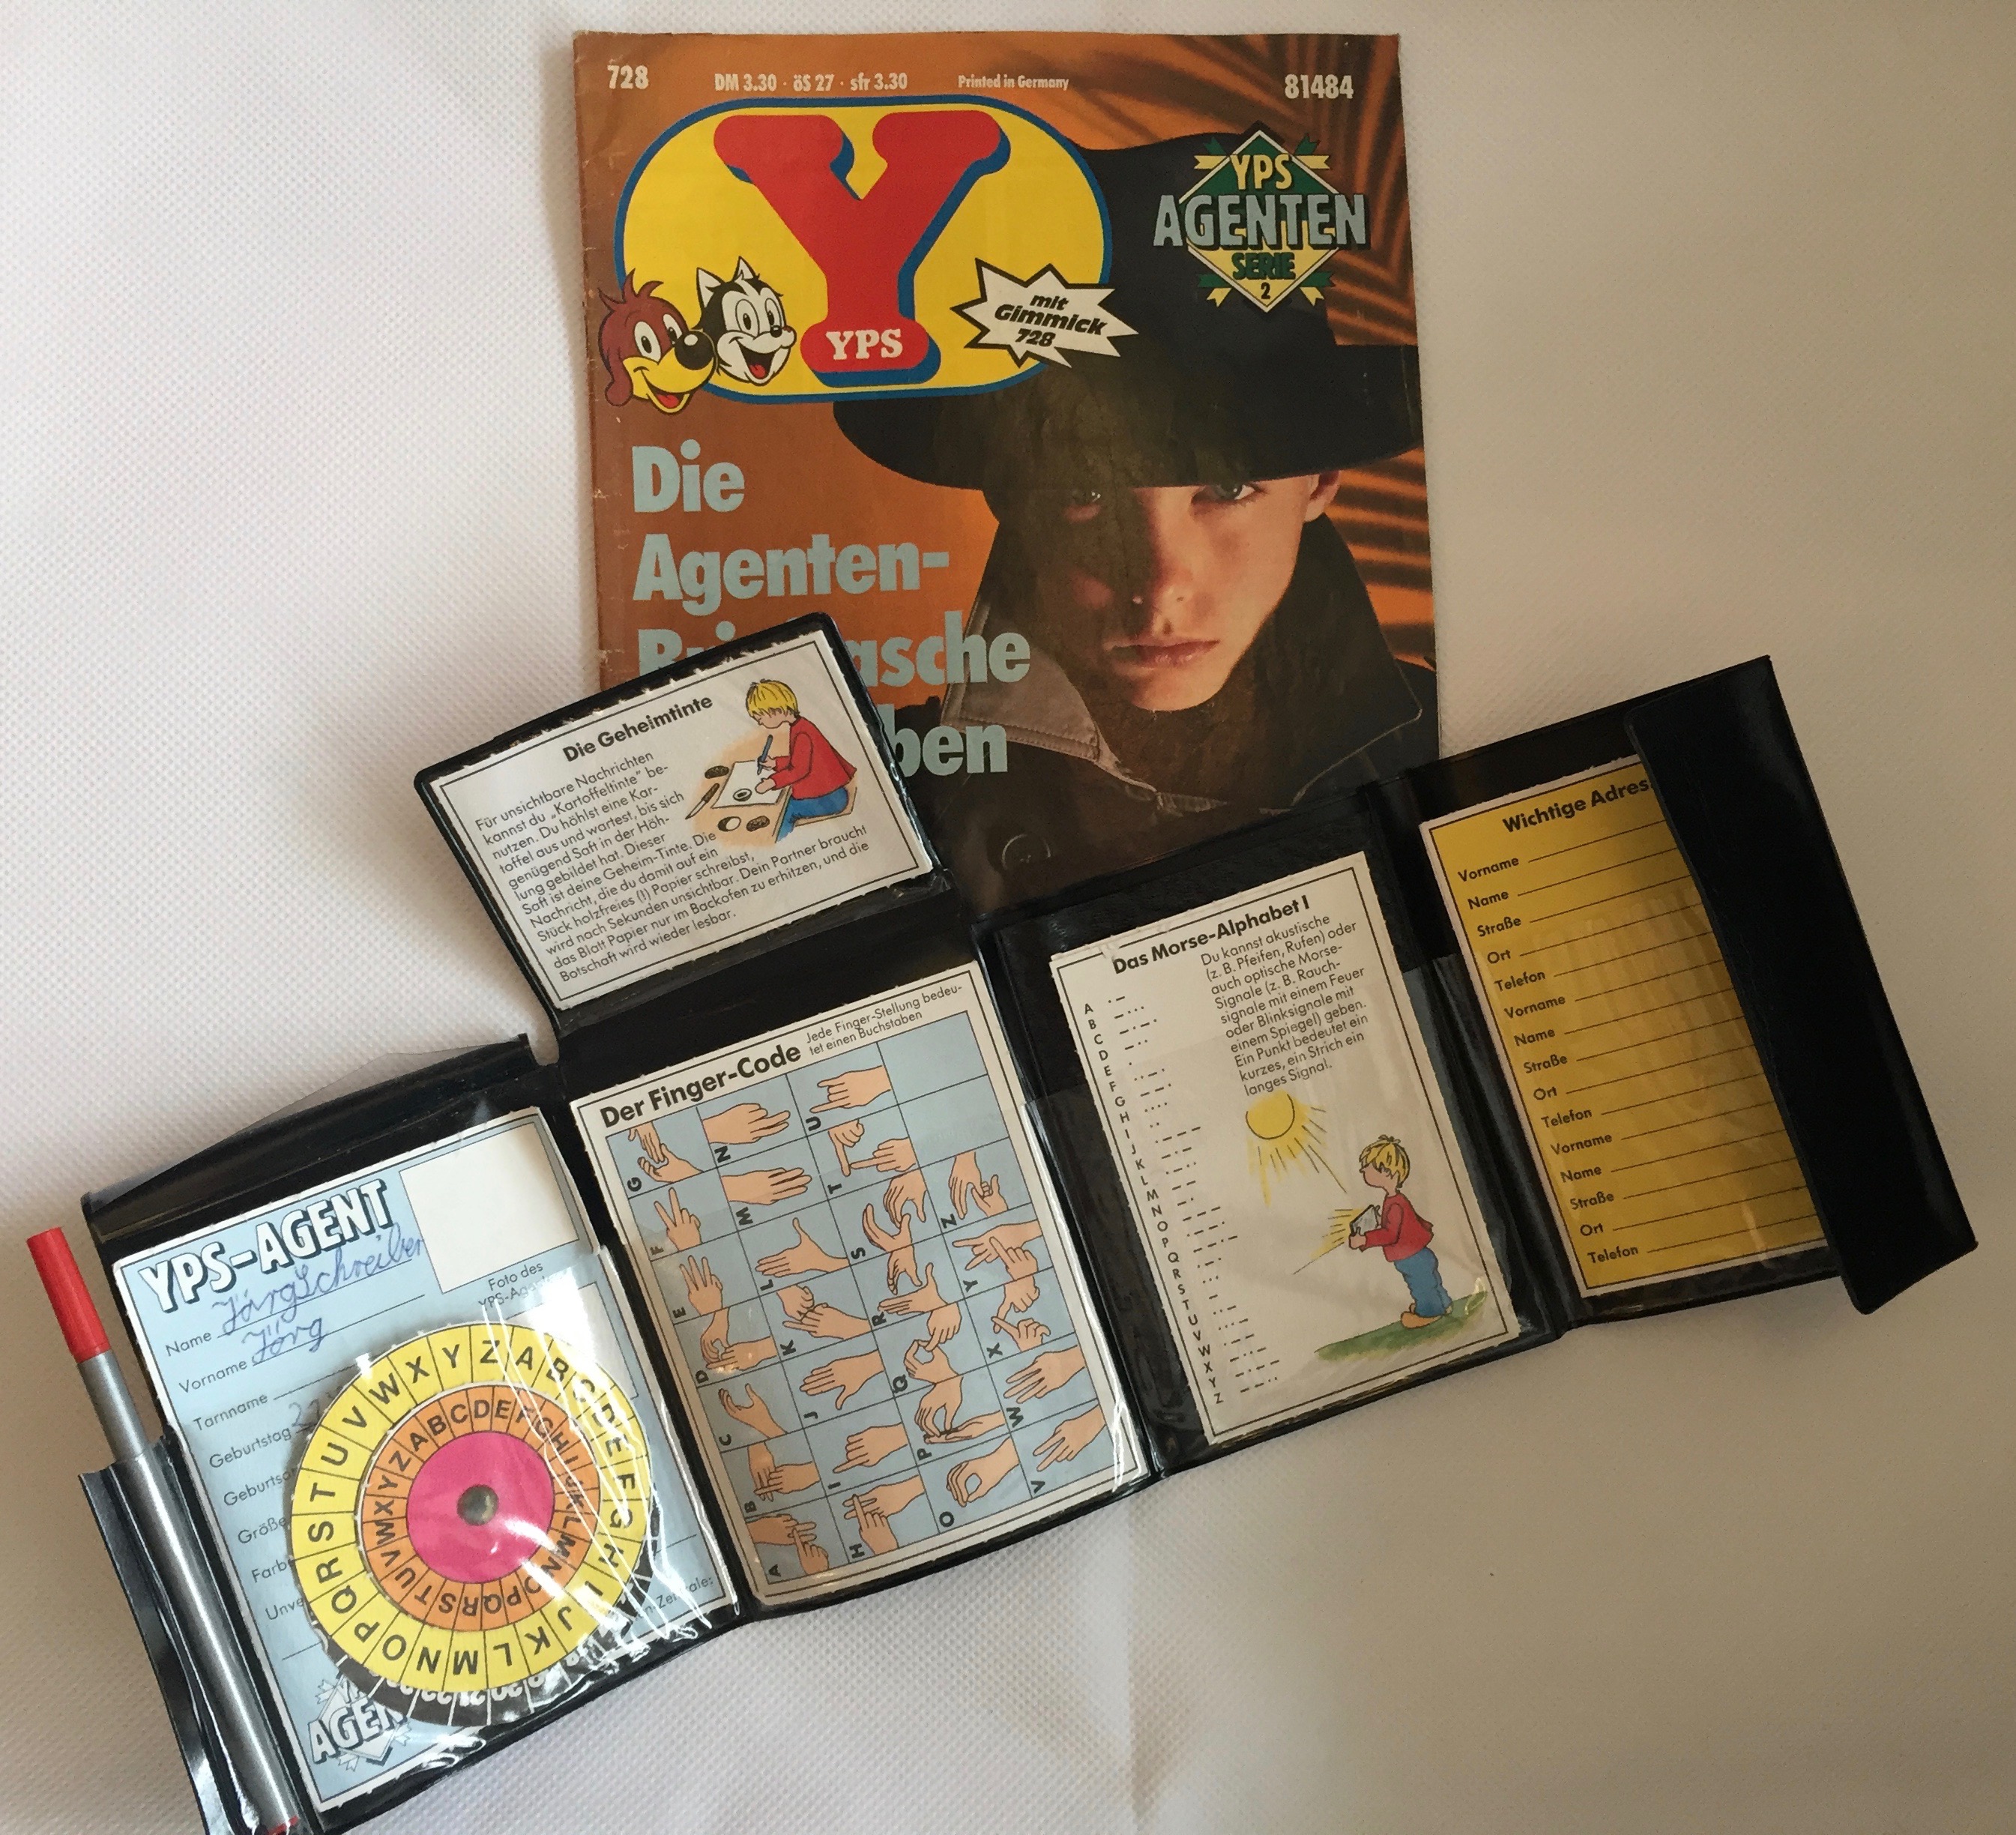 728
DM 3.30 · öS 27 · sfr 3.30
Printed in Germany
81484
Y
YPS
mit
Gimmick
728
YPS
AGENTEN
SERIE
2
Die
Agenten-
Die Geheimtinte
Für unsichtbare Nachrichten
kannst du „Kartoffeltinte" be-
nutzen. Du höhlst eine Kar-
toffel aus und wartest, bis sich
genügend Saft in der Höh-
lung gebildet hat. Dieser
Saft ist deine Geheim-Tinte. Die
Nachricht, die du damit auf ein
Stück holzfreies (!) Papier schreibst,
wird nach Sekunden unsichtbar. Dein Partner braucht
das Blatt Papier nur im Backofen zu erhitzen, und die
Botschaft wird wieder lesbar.
YPS-AGENT
Name Jörg Schreiber
Vorname Jörg
Tarnname
Geburtstag
Größe
Foto des
YPS-Agenten
W X Y Z A B C D E F G H I J K L M N O P Q R S T U V
A B C D E F G H I J K L M N O P Q R S T U V W X Y Z
Der Finger-Code
Jede Finger-Stellung bedeu-
tet einen Buchstaben
G N U
F M T
E L S Z
D K R Y
C J Q X
B I P W
A H O V
Das Morse-Alphabet I
Du kannst akustische
(z. B. Pfeifen, Rufen) oder
auch optische Morse-
Signale (z. B. Rauch-
signale mit einem Feuer
oder Blinksignale mit
einem Spiegel) geben.
Ein Punkt bedeutet ein
kurzes, ein Strich ein
langes Signal.
A
B
C
D
E
F
G
H
I
J
K
L
M
N
O
P
Q
R
S
T
U
V
W
X
Y
Z
Wichtige
Vorname
Name
Straße
Ort
Telefon
Vorname
Name
Straße
Ort
Telefon
Vorname
Name
Straße
Ort
Telefon